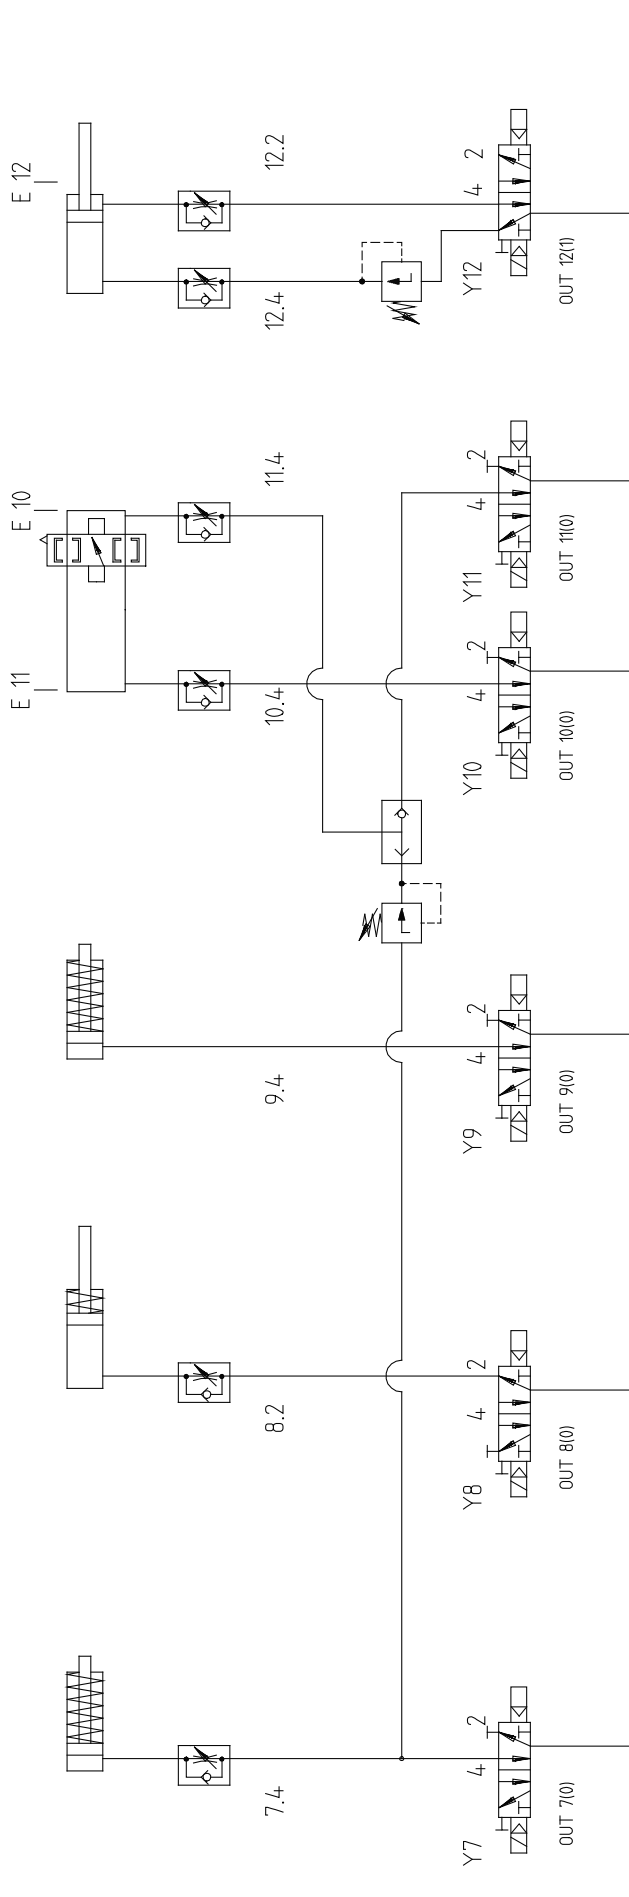 E 12
12.2
2
4
12.4
Y12
OUT 12(1)
E 10
11.4
2
4
Y11
OUT 11(0)
E 11
10.4
2
4
Y10
OUT 10(0)
9.4
2
4
Y9
OUT 9(0)
8.2
2
4
Y8
OUT 8(0)
7.4
2
4
Y7
OUT 7(0)